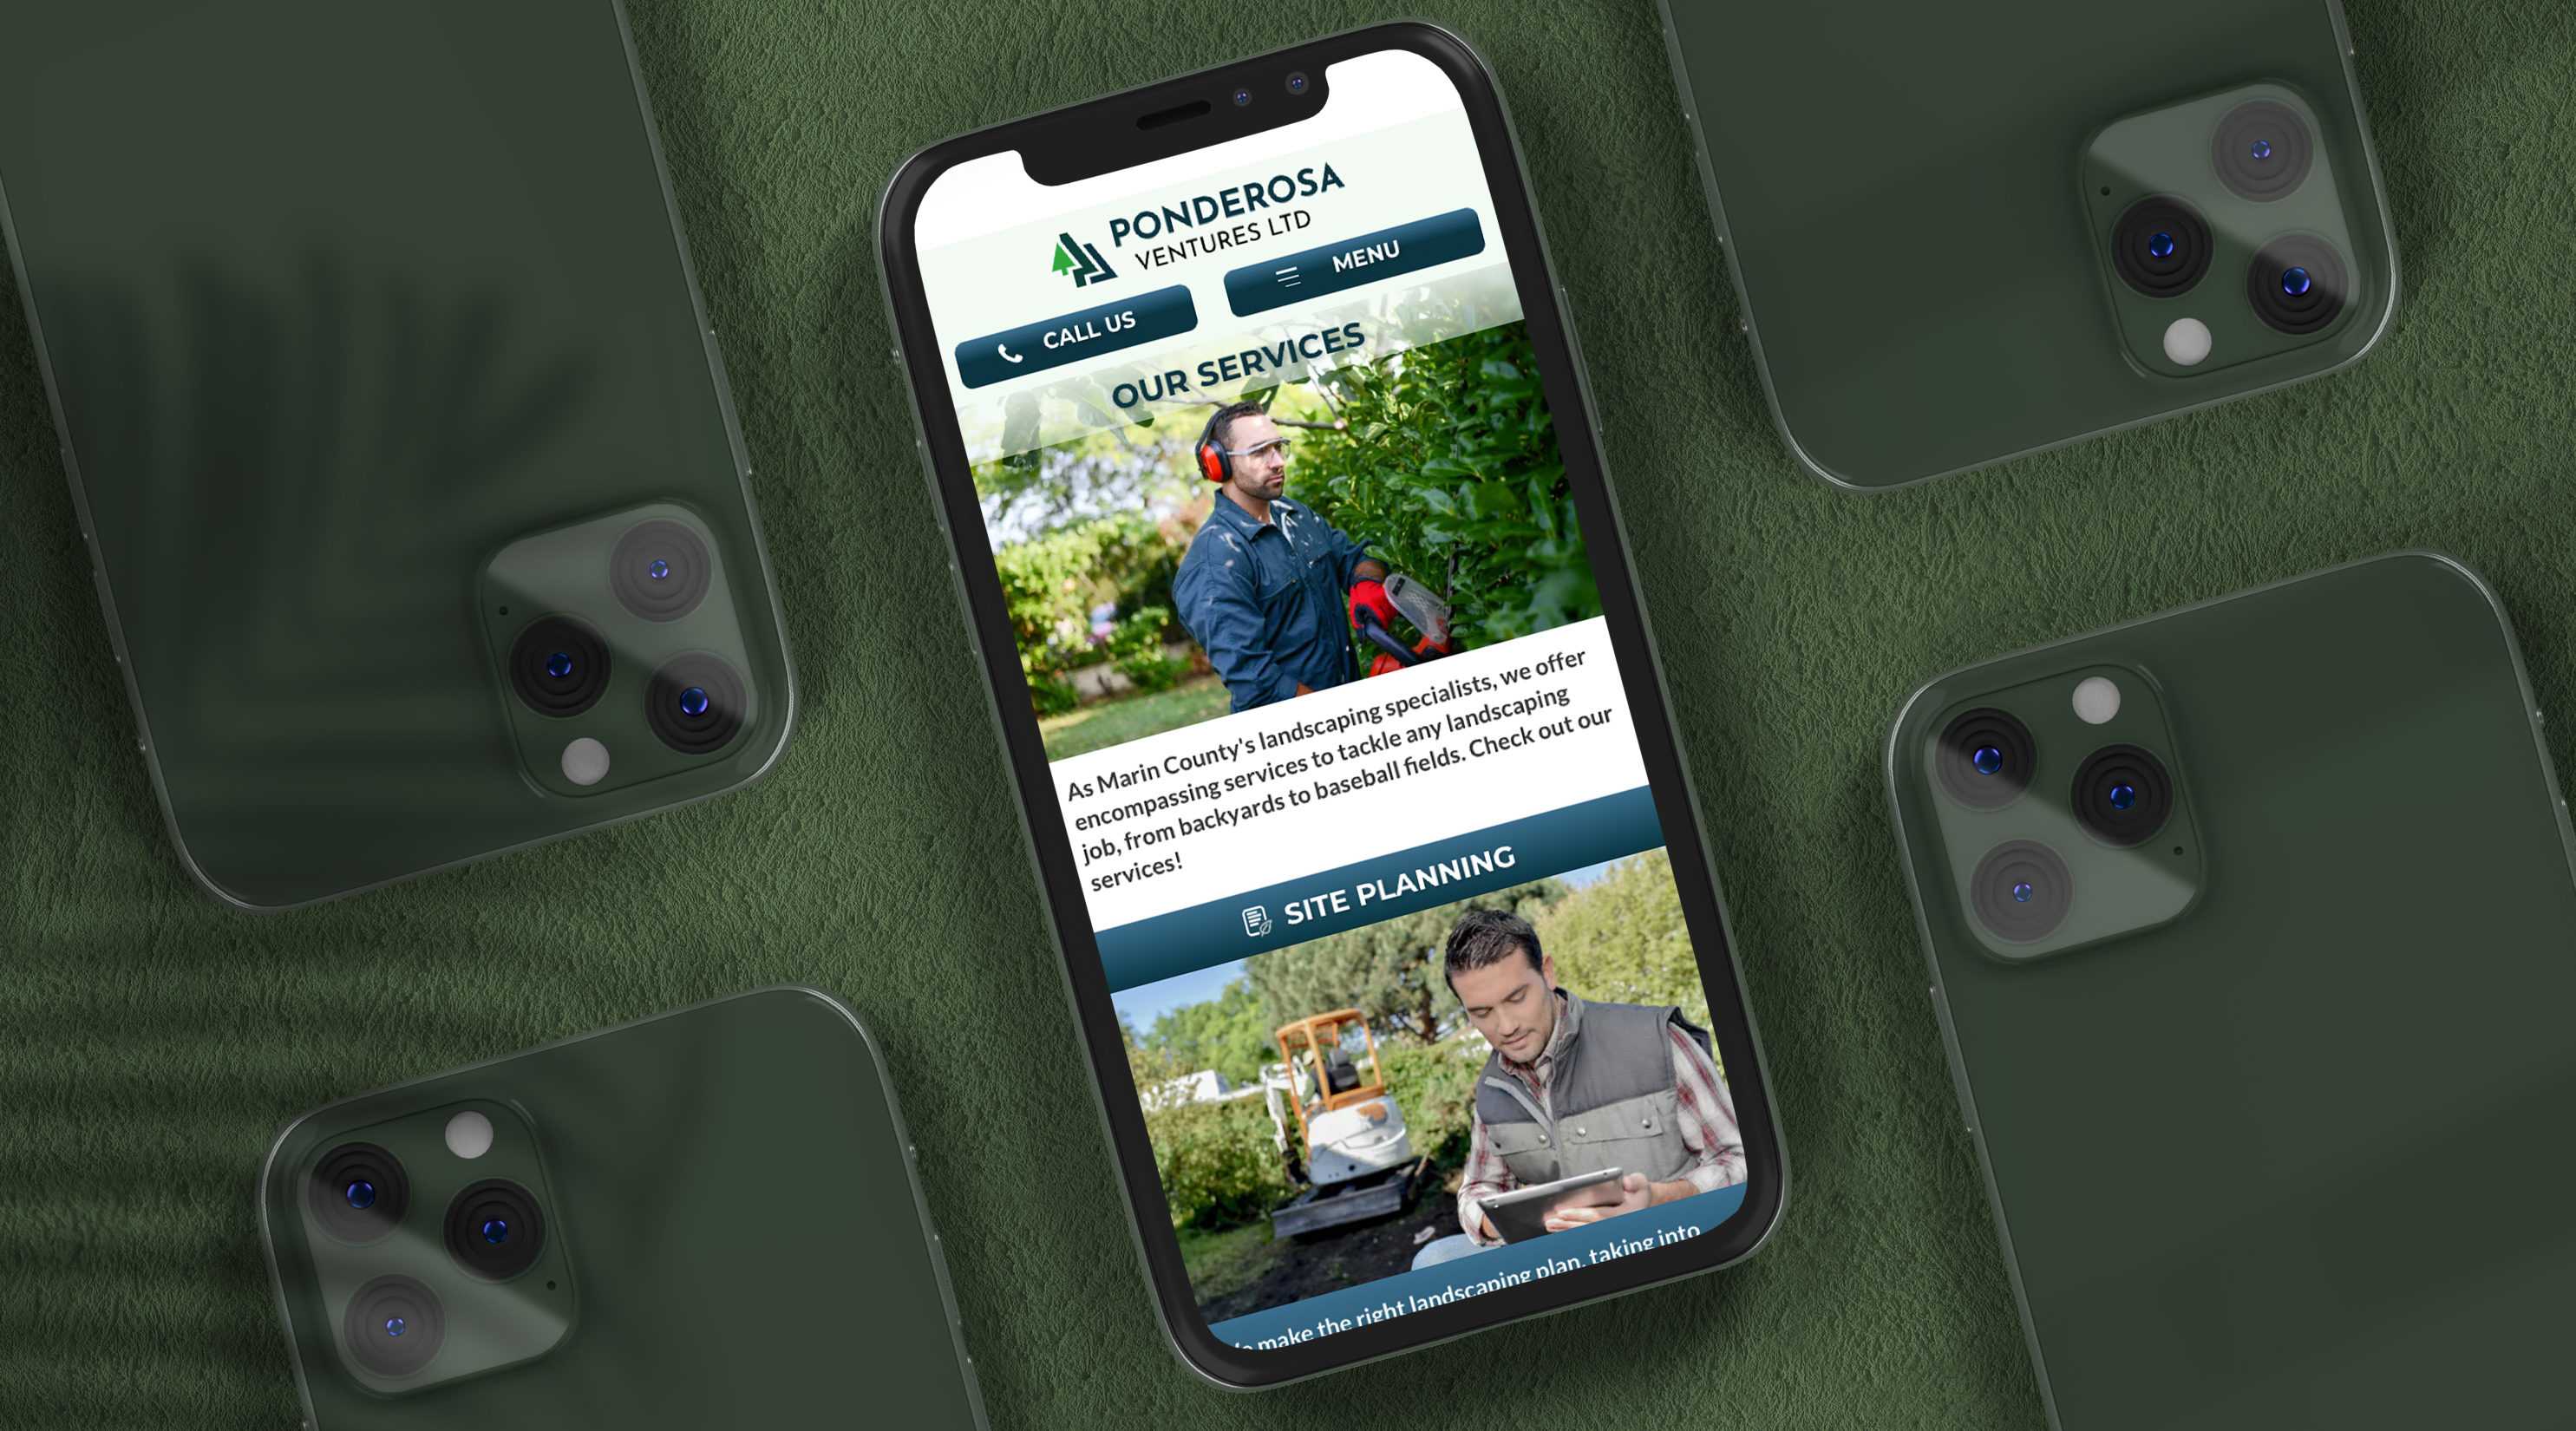 PONDEROSA
VENTURES LTD
CALL US
MENU
OUR SERVICES
As Marin County's landscaping specialists, we offer
encompassing services to tackle any landscaping
job, from backyards to baseball fields. Check out our
services!
SITE PLANNING
make the right landscaping plan, taking into